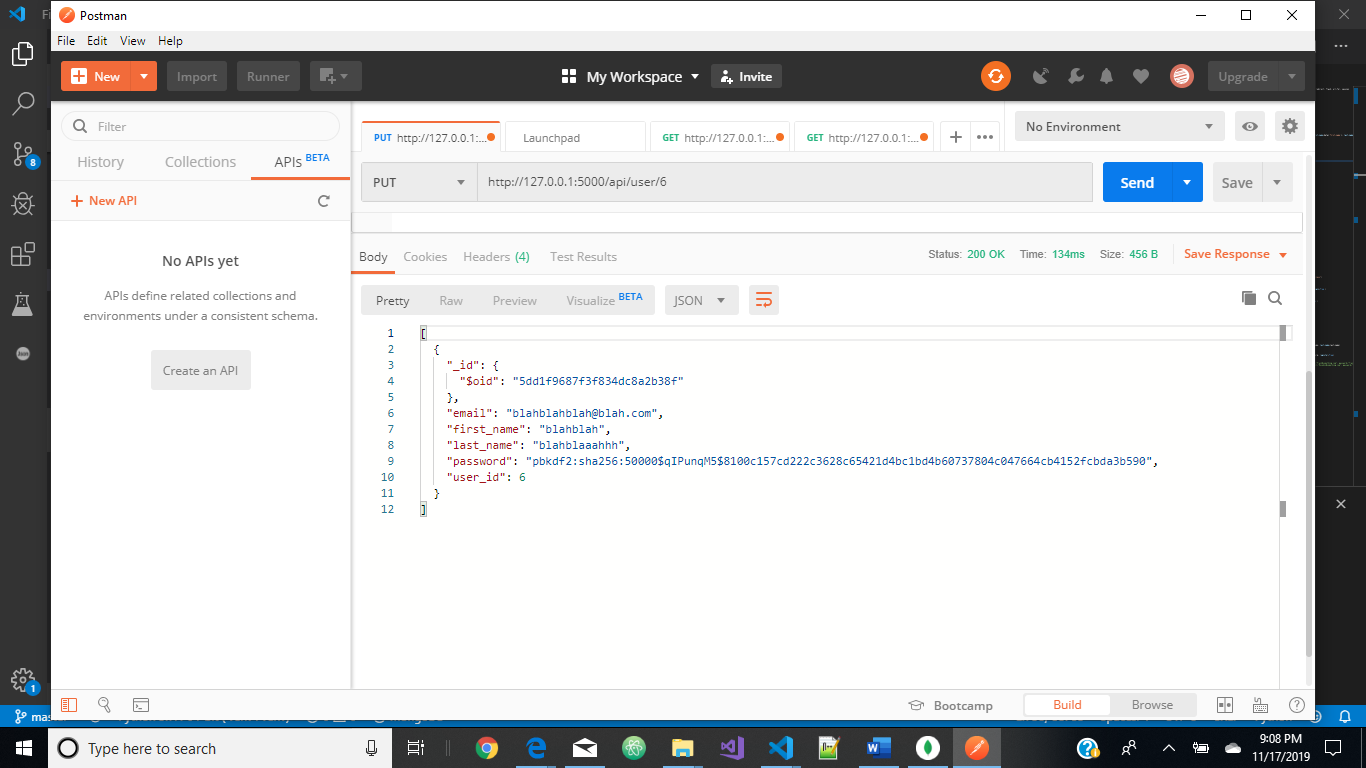 Postman
File Edit View Help
New Import Runner My Workspace Invite Upgrade
Filter
History Collections APIs BETA
+ New API
No APIs yet
APIs define related collections and
environments under a consistent schema.
Create an API
PUT http://127.0.0.1:... Launchpad GET http://127.0.0.1:... GET http://127.0.0.1:... + ••• No Environment
PUT http://127.0.0.1:5000/api/user/6 Send Save
Body Cookies Headers (4) Test Results Status: 200 OK Time: 134ms Size: 456 B Save Response
Pretty Raw Preview Visualize BETA JSON
1 [
2 {
3 "_id": {
4 "$oid": "5dd1f9687f3f834dc8a2b38f"
5 },
6 "email": "blahblahblah@blah.com",
7 "first_name": "blahblah",
8 "last_name": "blahblaaahhh",
9 "password": "pbkdf2:sha256:50000$qIPunqM5$8100c157cd222c3628c65421d4bc1bd4b60737804c047664cb4152fcbda3b590",
10 "user_id": 6
11 }
12 ]
8
1
Bootcamp Build Browse
Type here to search
9:08 PM
11/17/2019